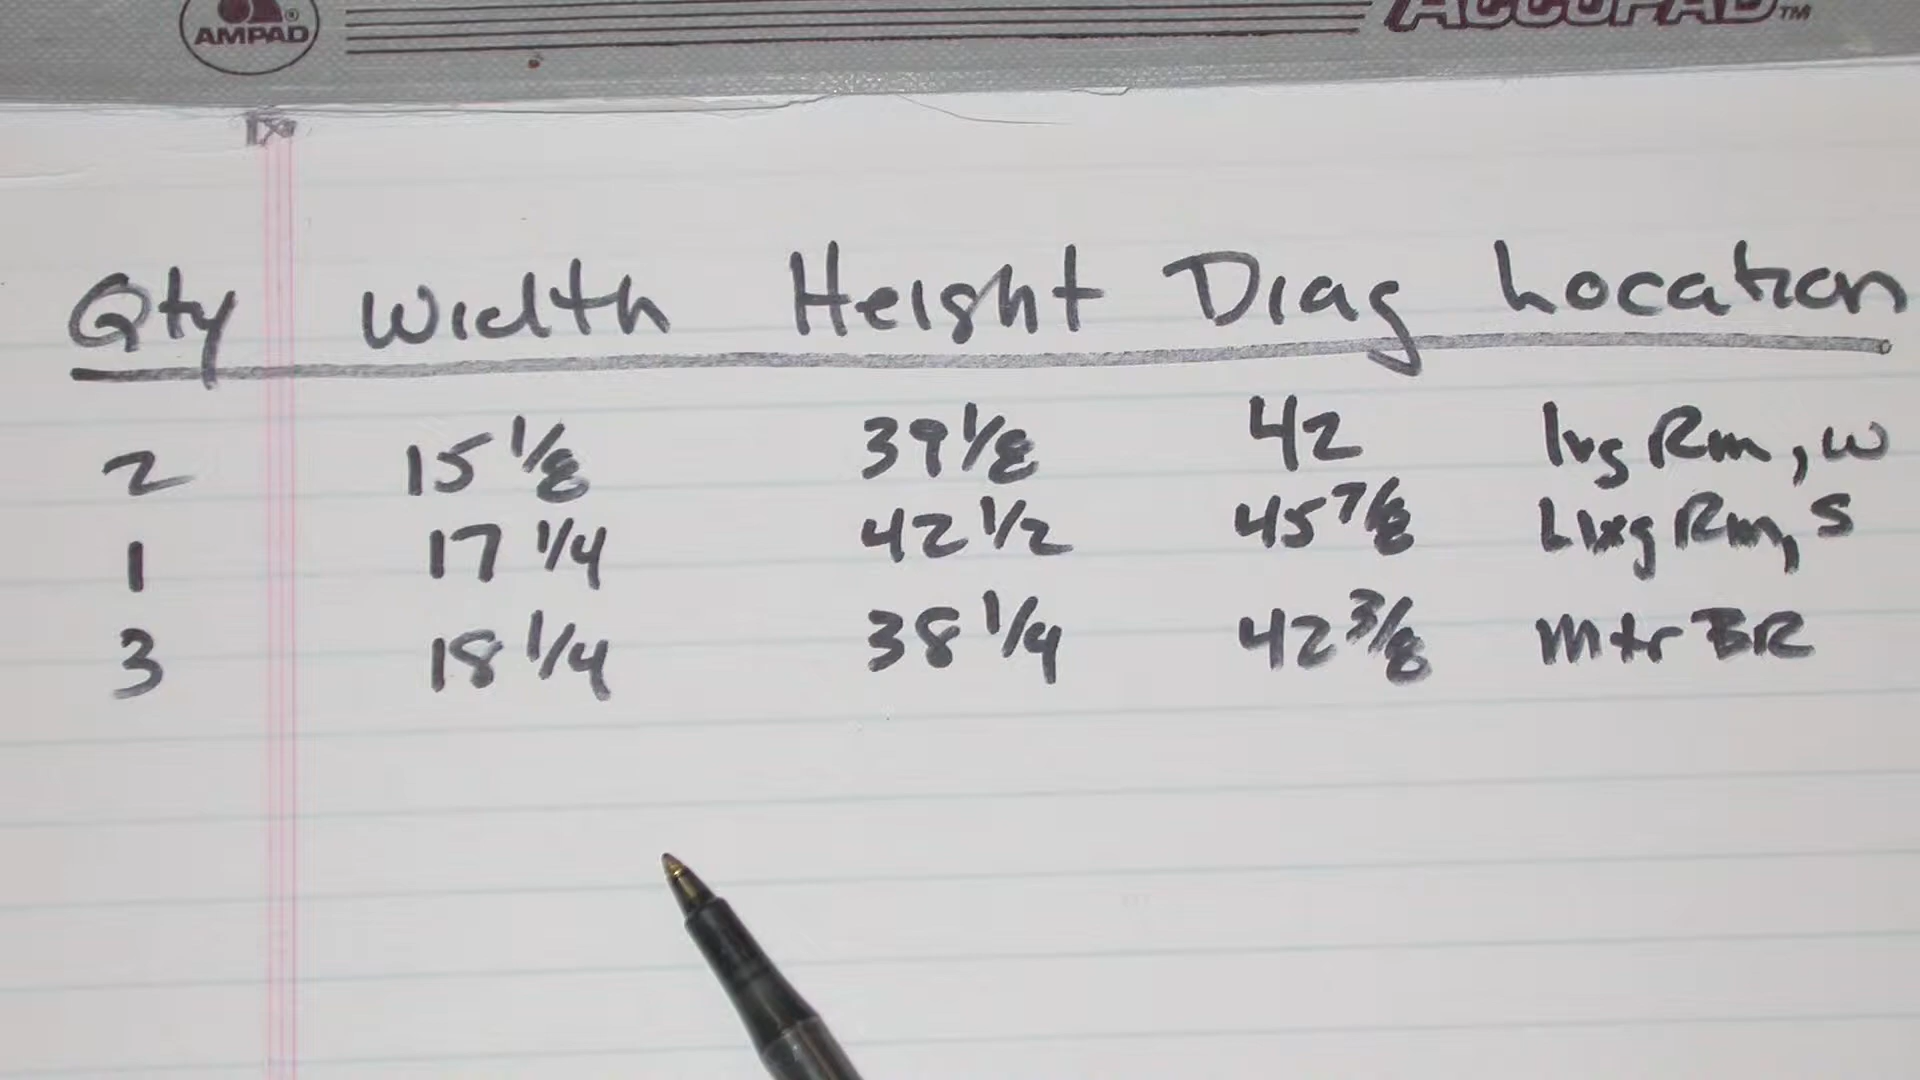 AMPAD ACCUPAD™
Qty Width Height Diag Location
2 15 1/8 39 1/8 42 lvg Rm, W
1 17 1/4 42 1/2 45 7/8 Livg Rm, S
3 18 1/4 38 1/4 42 3/8 Mtr BR